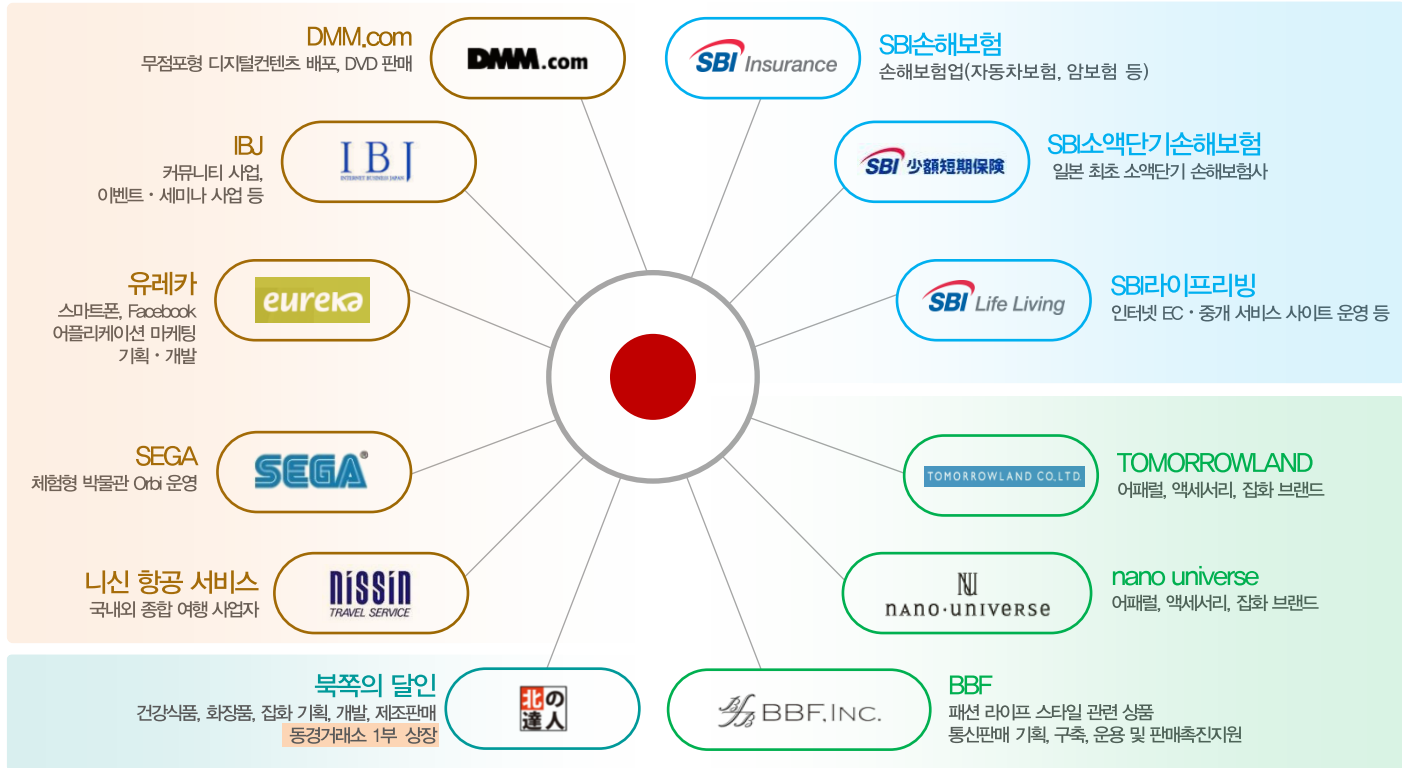 DMM.com
무점포형 디지털컨텐츠 배포, DVD 판매
DMM.com
SBI Insurance
SBI손해보험
손해보험업(자동차보험, 암보험 등)
IBJ
커뮤니티 사업,
이벤트・세미나 사업 등
IBJ
INTERNET BUSINESS JAPAN
SBI 少額短期保険
SBI소액단기손해보험
일본 최초 소액단기 손해보험사
유레카
스마트폰, Facebook
어플리케이션 마케팅
기획・개발
eureka
SBI Life Living
SBI라이프리빙
인터넷 EC・중개 서비스 사이트 운영 등
SEGA
체험형 박물관 Orbi 운영
SEGA®
TOMORROWLAND CO.,LTD.
TOMORROWLAND
어패럴, 액세서리, 잡화 브랜드
니신 항공 서비스
국내외 종합 여행 사업자
nissin
TRAVEL SERVICE
NU
nano・universe
nano universe
어패럴, 액세서리, 잡화 브랜드
북쪽의 달인
건강식품, 화장품, 잡화 기획, 개발, 제조판매
동경거래소 1부 상장
北の
達人
BBF, INC.
BBF
패션 라이프 스타일 관련 상품
통신판매 기획, 구축, 운용 및 판매촉진지원